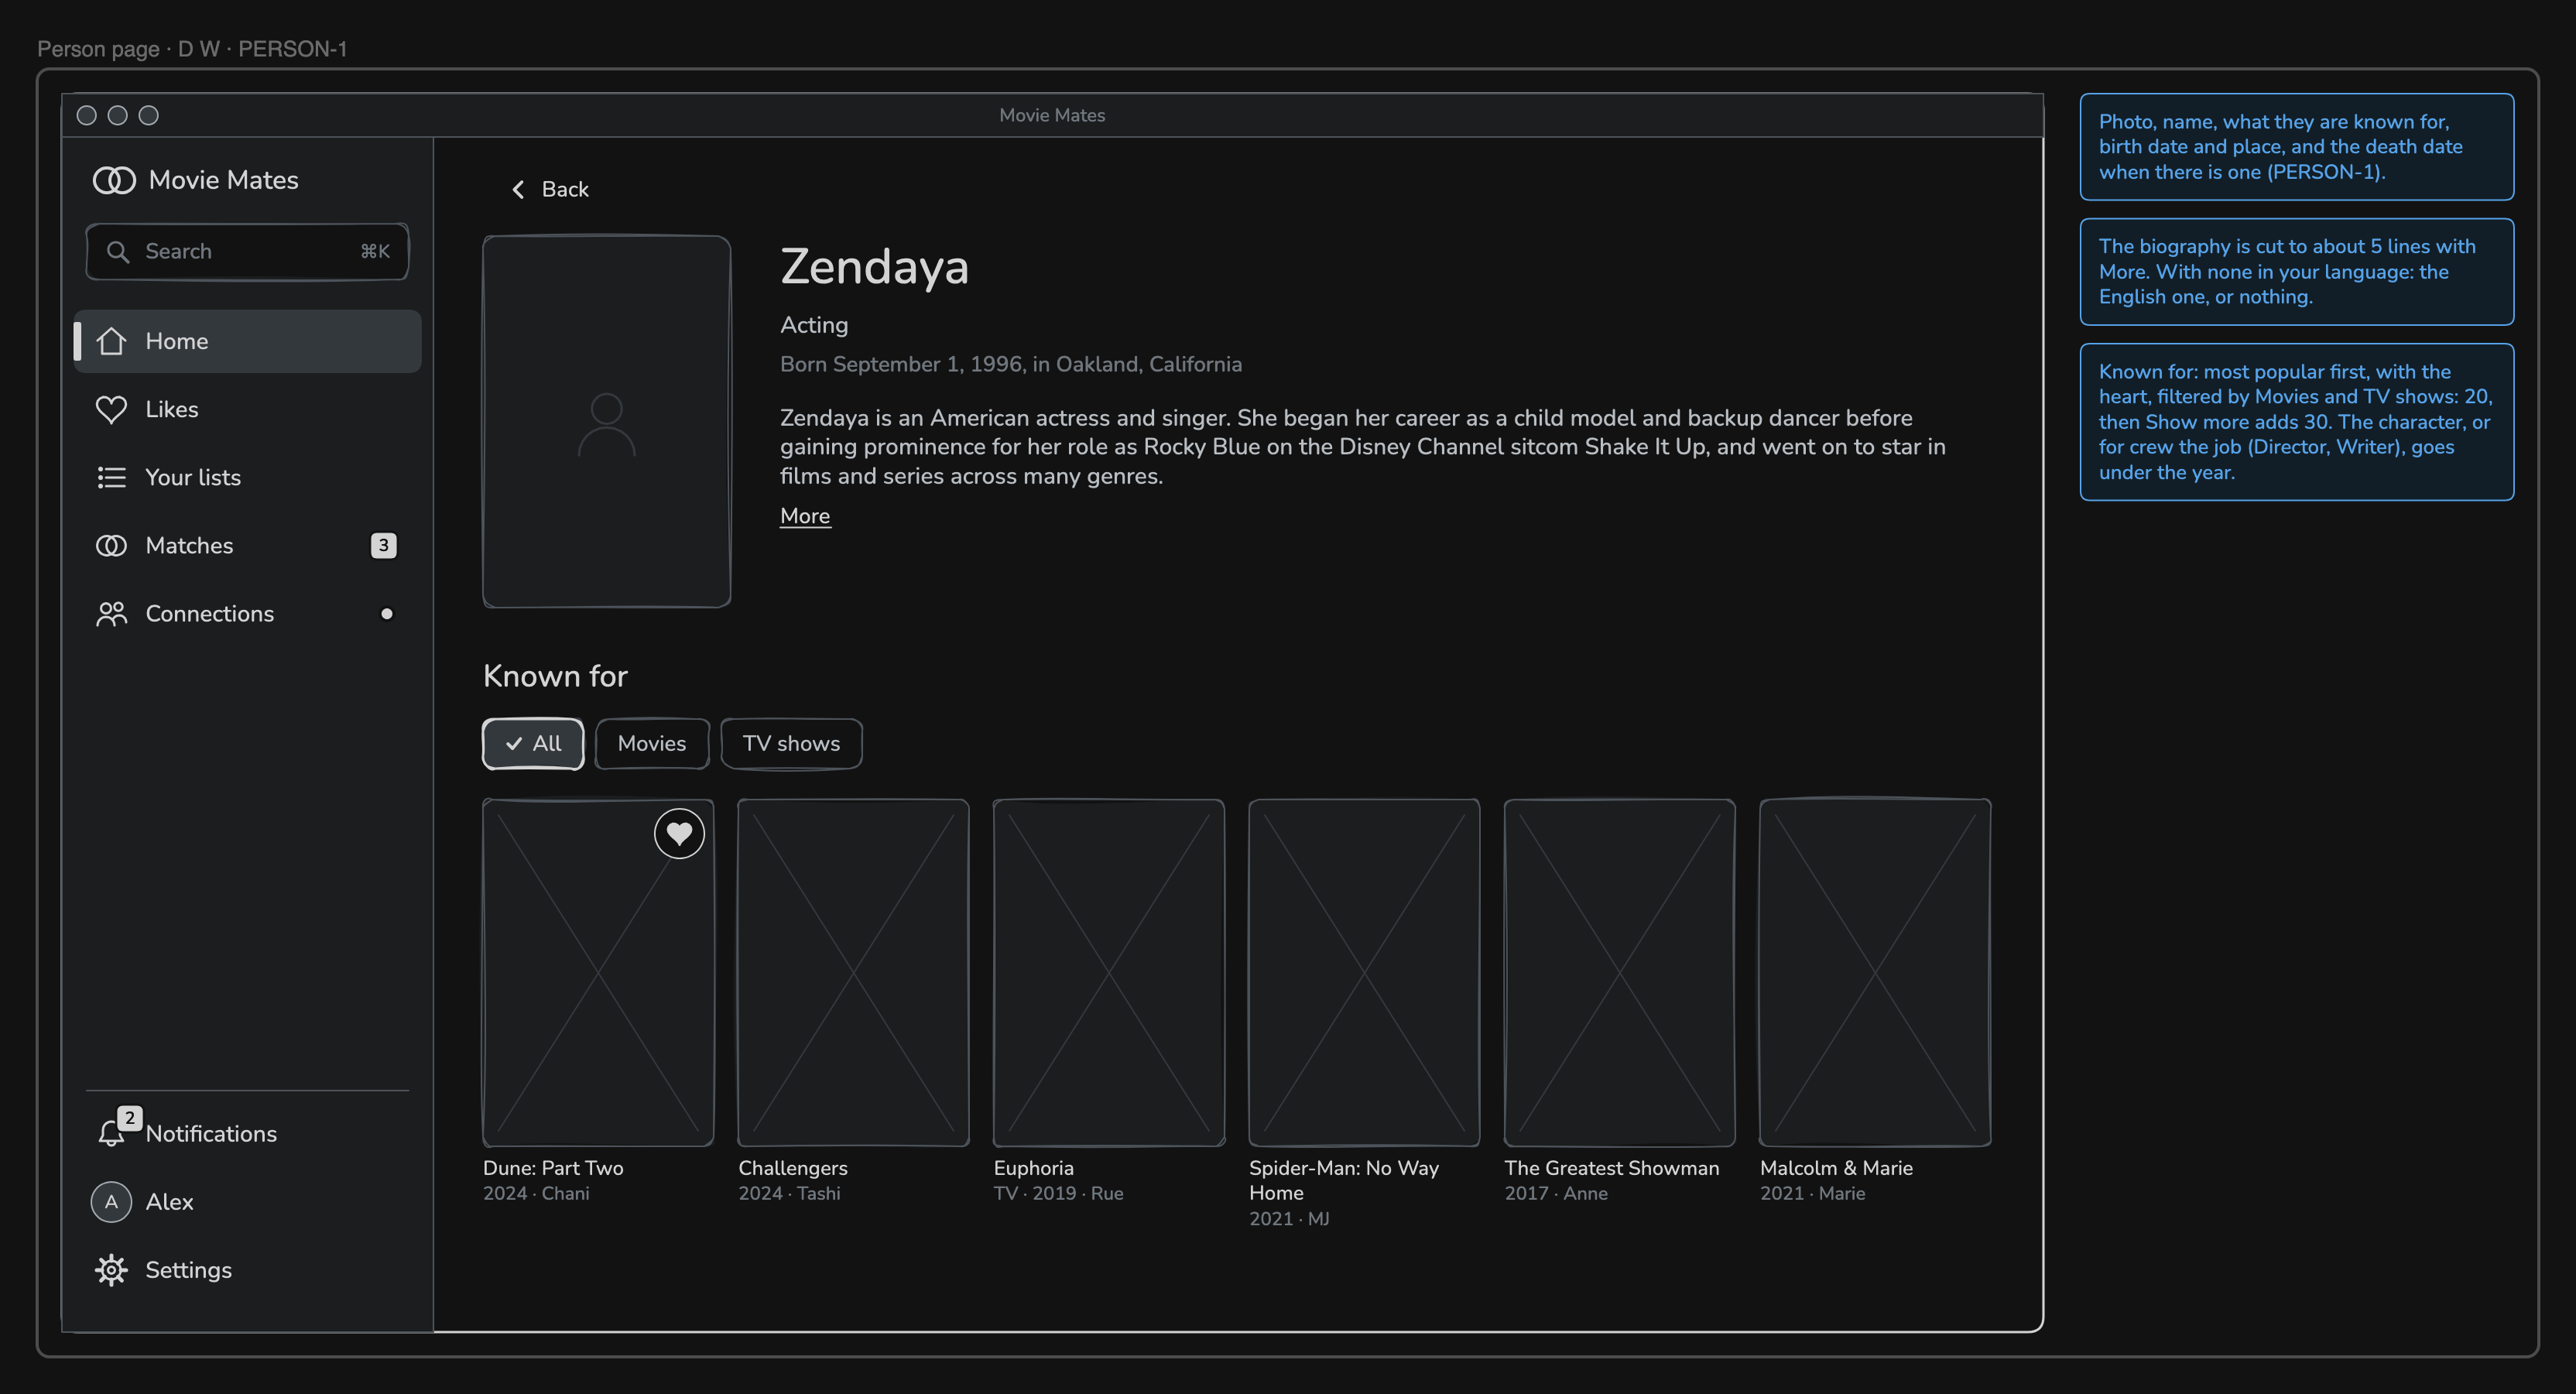 Person page · D W · PERSON-1
Movie Mates
Movie Mates
Search ⌘K
Home
Likes
Your lists
Matches 3
Connections
2
Notifications
A Alex
Settings
Back
Zendaya
Acting
Born September 1, 1996, in Oakland, California
Zendaya is an American actress and singer. She began her career as a child model and backup dancer before
gaining prominence for her role as Rocky Blue on the Disney Channel sitcom Shake It Up, and went on to star in
films and series across many genres.
More
Known for
All Movies TV shows
Dune: Part Two
2024 · Chani
Challengers
2024 · Tashi
Euphoria
TV · 2019 · Rue
Spider-Man: No Way
Home
2021 · MJ
The Greatest Showman
2017 · Anne
Malcolm & Marie
2021 · Marie
Photo, name, what they are known for,
birth date and place, and the death date
when there is one (PERSON-1).
The biography is cut to about 5 lines with
More. With none in your language: the
English one, or nothing.
Known for: most popular first, with the
heart, filtered by Movies and TV shows: 20,
then Show more adds 30. The character, or
for crew the job (Director, Writer), goes
under the year.